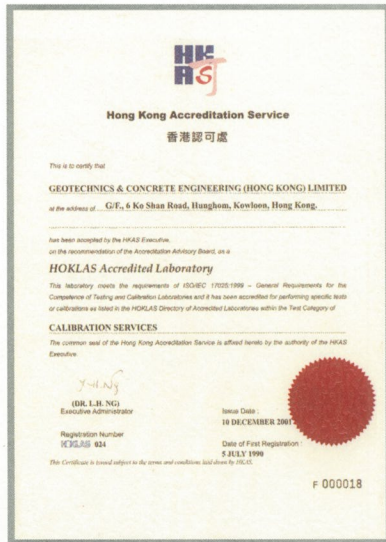 HKAS
Hong Kong Accreditation Service
香港認可處
This is to certify that
GEOTECHNICS & CONCRETE ENGINEERING (HONG KONG) LIMITED
at the address of G/F., 6 Ko Shan Road, Hunghom, Kowloon, Hong Kong.
has been accepted by the HKAS Executive,
on the recommendation of the Accreditation Advisory Board, as a
HOKLAS Accredited Laboratory
This laboratory meets the requirements of ISO/IEC 17025:1999 – General Requirements for the
Competence of Testing and Calibration Laboratories and it has been accredited for performing specific tests
or calibrations as listed in the HOKLAS Directory of Accredited Laboratories within the Test Category of
CALIBRATION SERVICES
The common seal of the Hong Kong Accreditation Service is affixed hereto by the authority of the HKAS
Executive
(DR. L.H. NG)
Executive Administrator
Issue Date :
10 DECEMBER 2001
Registration Number
HOKLAS 024
Date of First Registration :
5 JULY 1990
This Certificate is issued subject to the terms and conditions laid down by HKAS.
F 000018